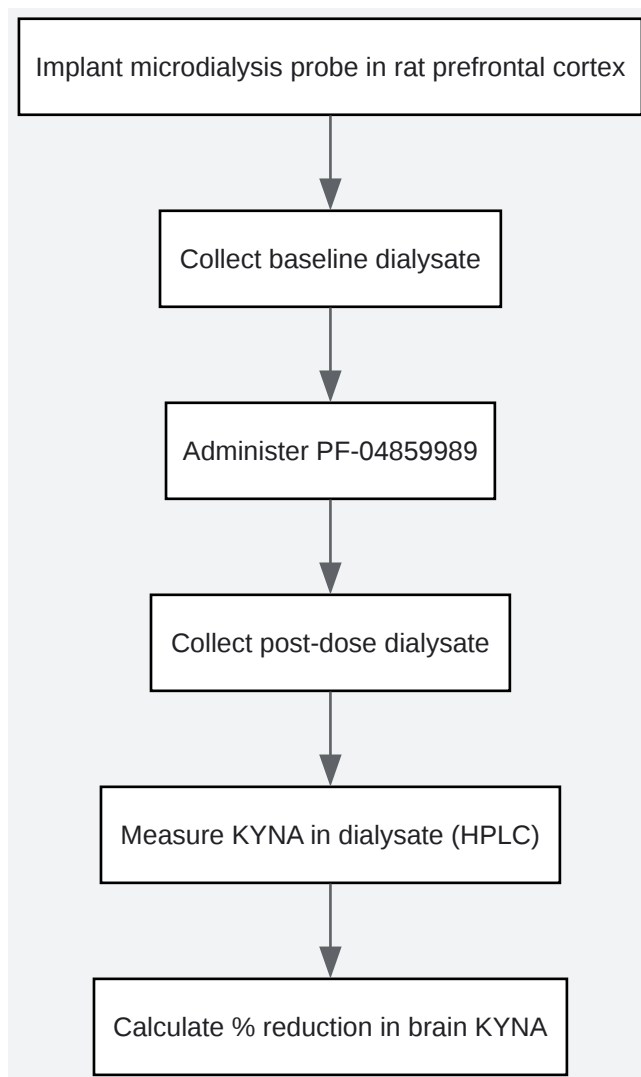 Implant microdialysis probe in rat prefrontal cortex
Collect baseline dialysate
Administer PF-04859989
Collect post-dose dialysate
Measure KYNA in dialysate (HPLC)
Calculate % reduction in brain KYNA